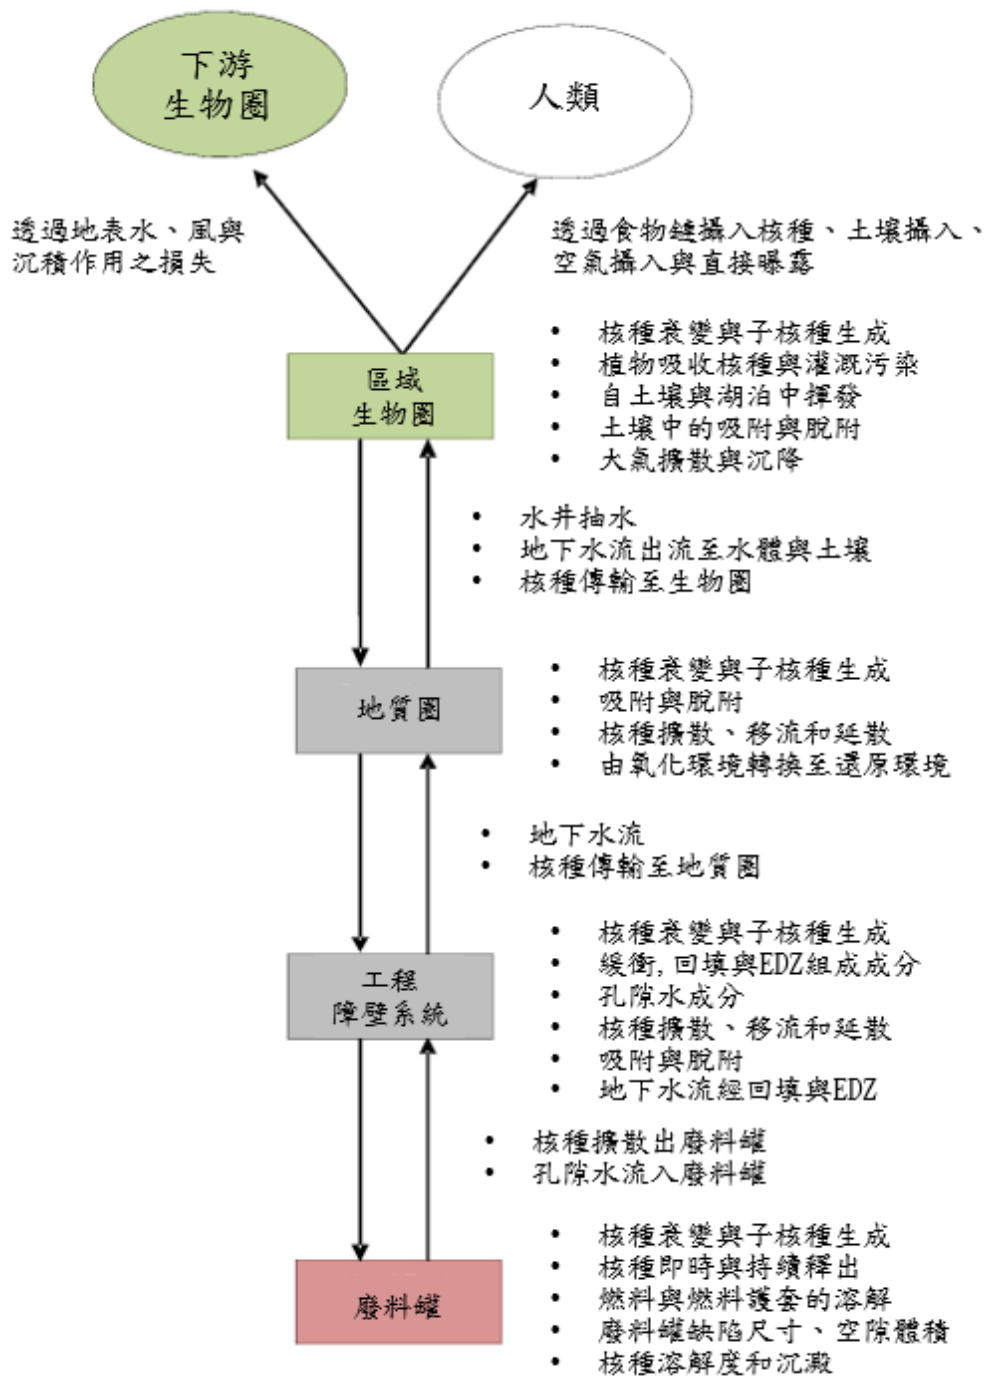 下游
生物圈
人類
透過地表水、風與
沉積作用之損失
透過食物鏈攝入核種、土壤攝入、
空氣攝入與直接曝露
• 核種衰變與子核種生成
• 植物吸收核種與灌溉污染
• 自土壤與湖泊中揮發
• 土壤中的吸附與脫附
• 大氣擴散與沉降
區域
生物圈
• 水井抽水
• 地下水流出流至水體與土壤
• 核種傳輸至生物圈
地質圈
• 核種衰變與子核種生成
• 吸附與脫附
• 核種擴散、移流和延散
• 由氧化環境轉換至還原環境
• 地下水流
• 核種傳輸至地質圈
工程
障壁系統
• 核種衰變與子核種生成
• 緩衝,回填與EDZ組成成分
• 孔隙水成分
• 核種擴散、移流和延散
• 吸附與脫附
• 地下水流經回填與EDZ
• 核種擴散出廢料罐
• 孔隙水流入廢料罐
廢料罐
• 核種衰變與子核種生成
• 核種即時與持續釋出
• 燃料與燃料護套的溶解
• 廢料罐缺陷尺寸、空隙體積
• 核種溶解度和沉澱